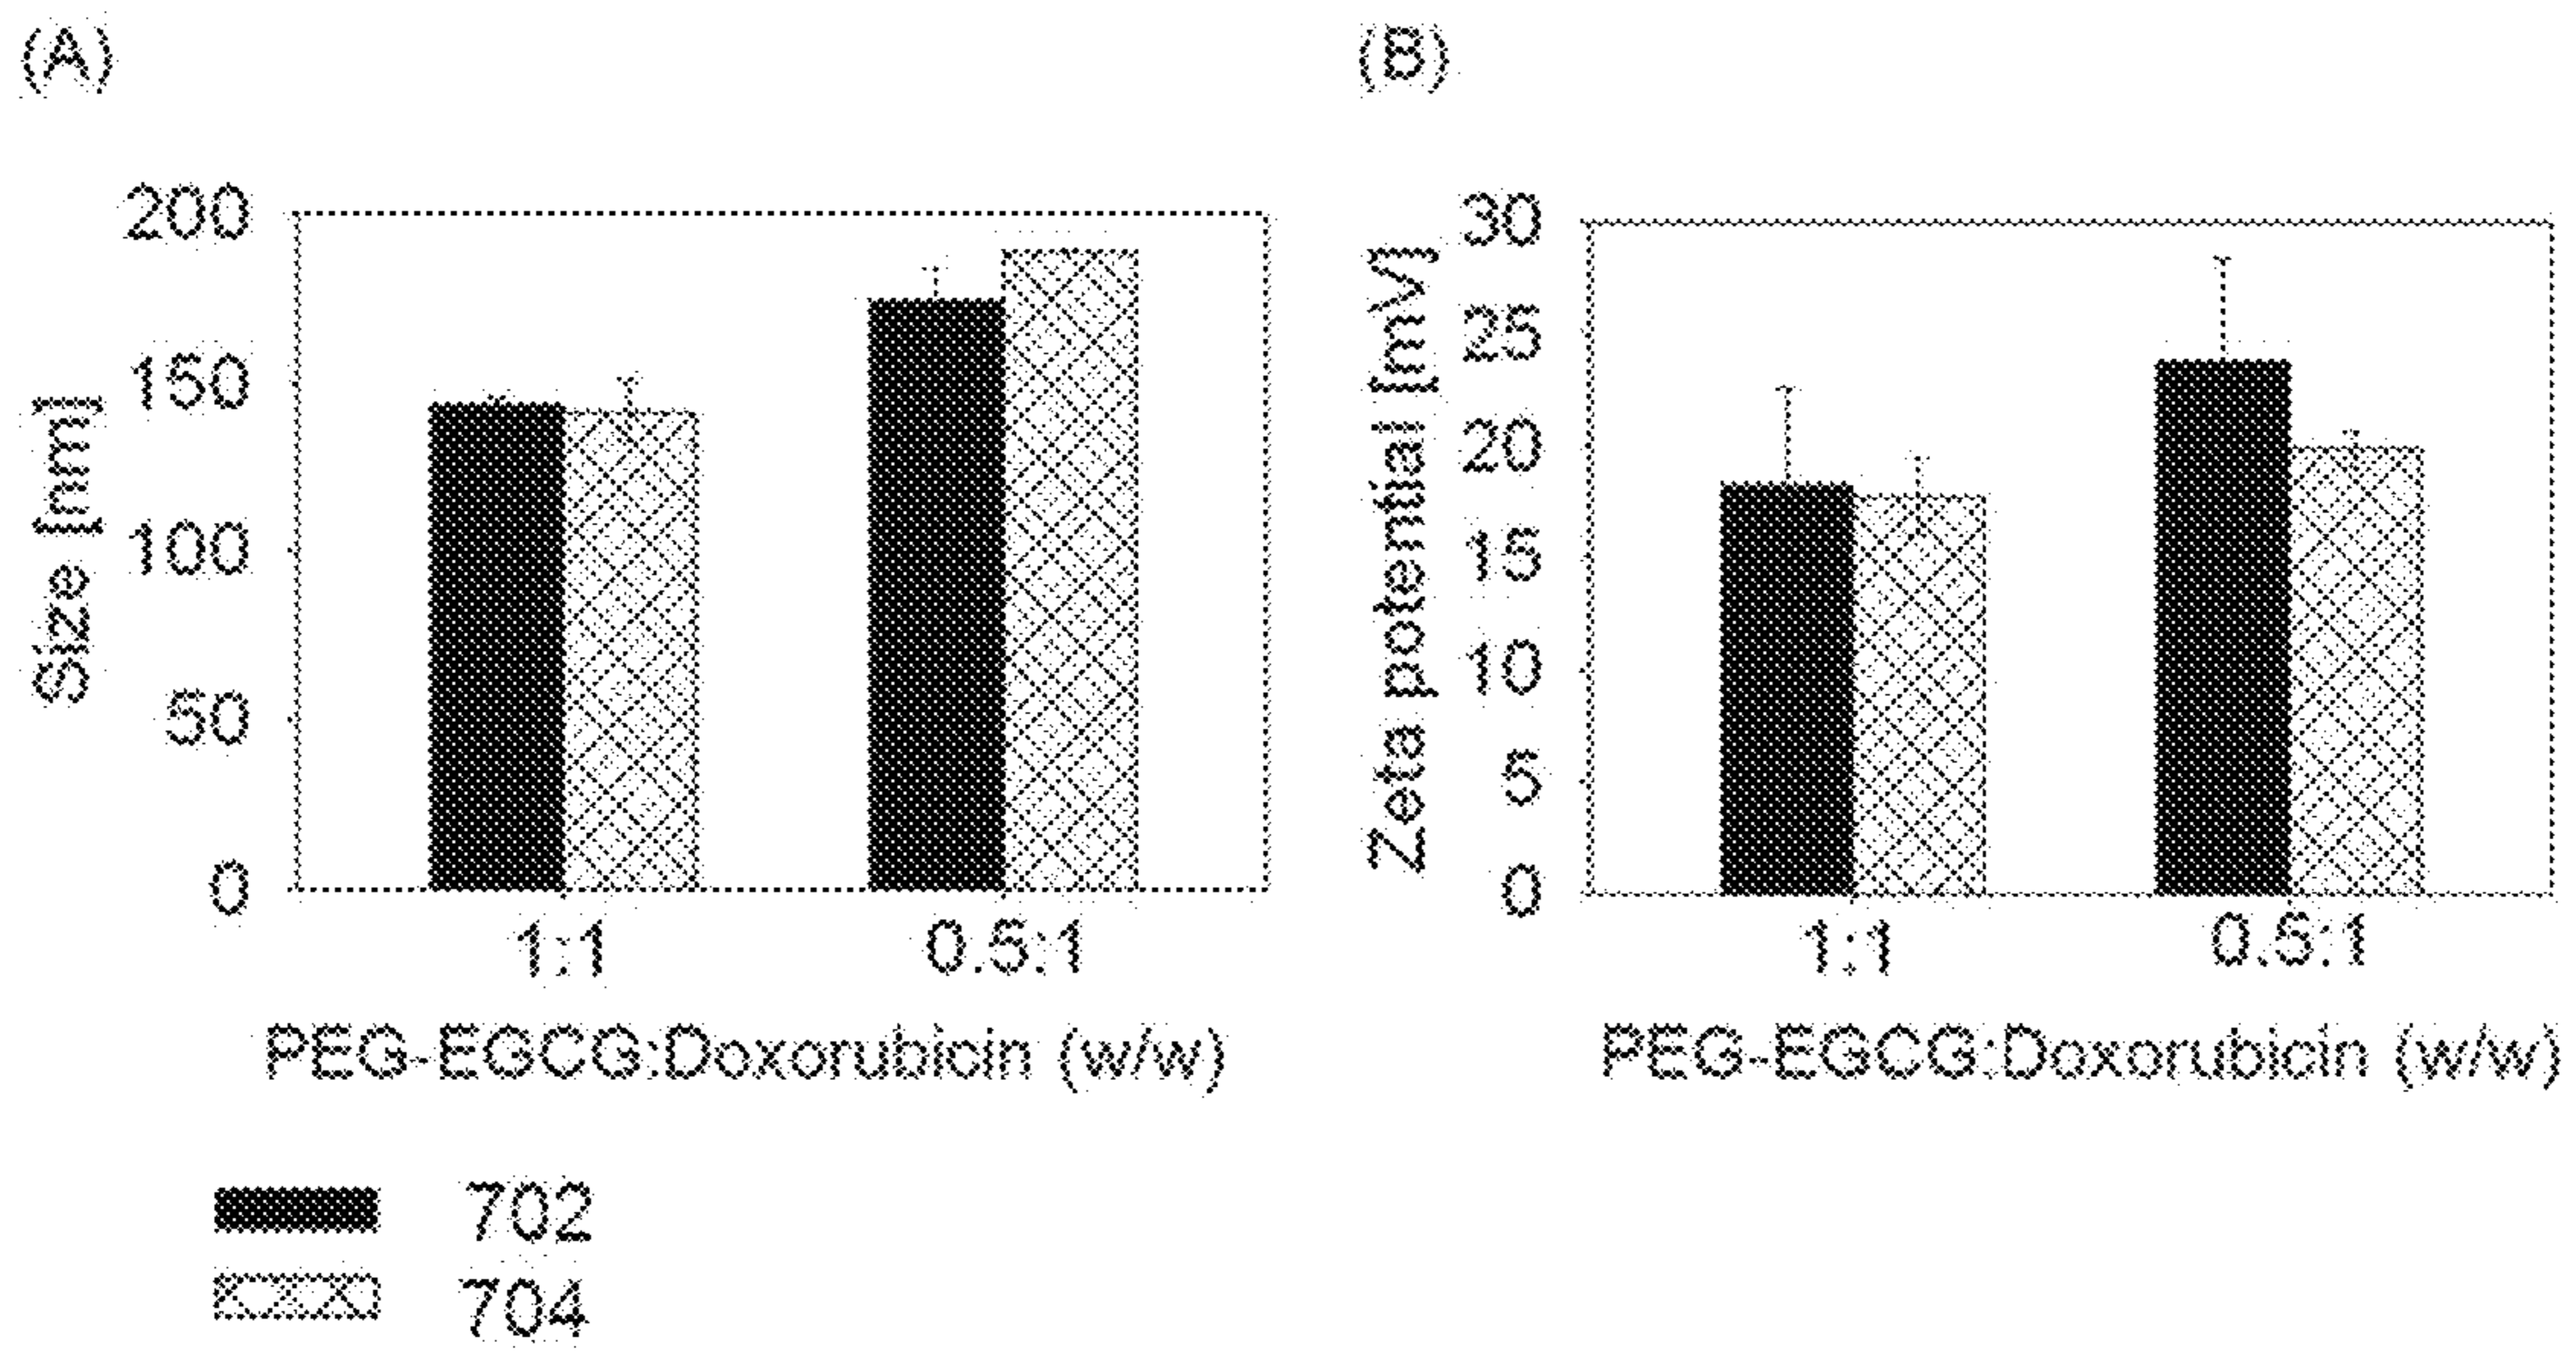 (A)
200
150
100
50
0
Size [nm]
1:1 0.5:1
PEG-EGCG:Doxorubicin (w/w)
(B)
30
25
20
15
10
5
0
Zeta potential [mV]
1:1 0.5:1
PEG-EGCG:Doxorubicin (w/w)
702
704